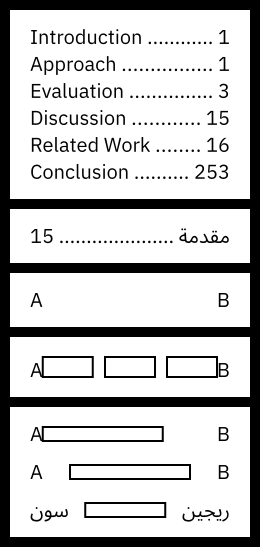 Introduction ............ 1
Approach ................. 1
Evaluation ............... 3
Discussion ............ 15
Related Work ........ 16
Conclusion .......... 253
مقدمة ..................... 15
A B
A B
A B
A B
سون ريجين